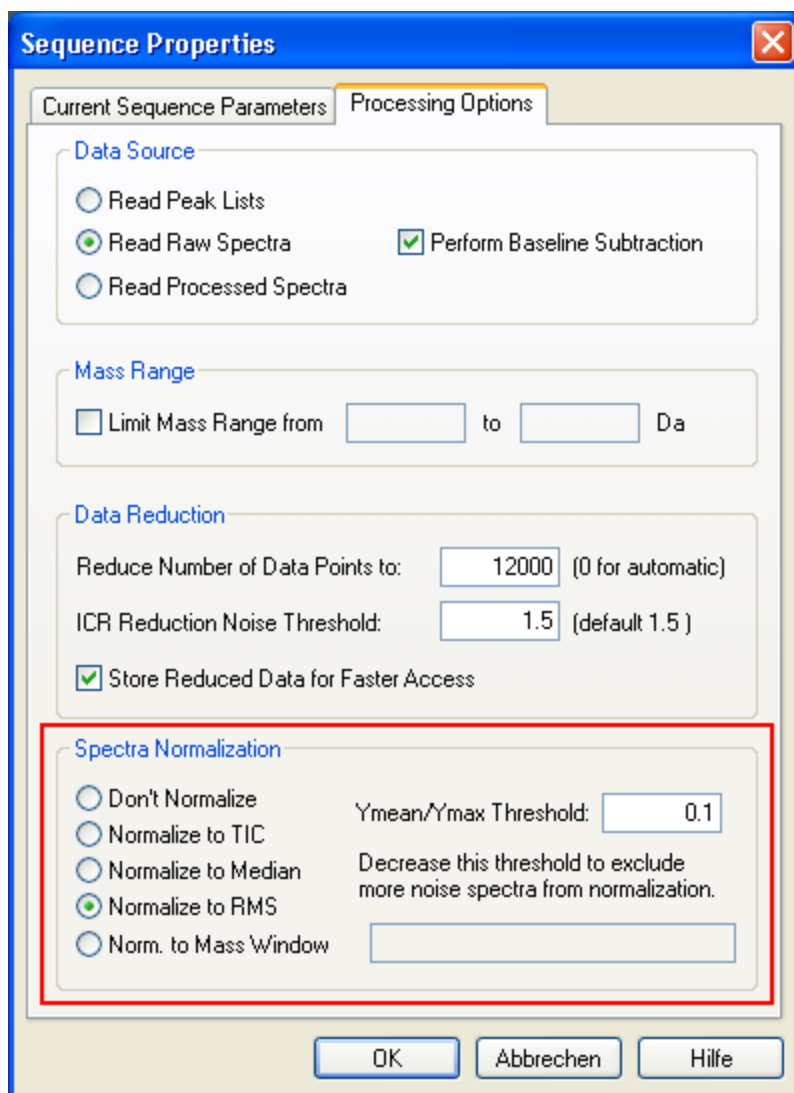 Sequence Properties
Current Sequence Parameters
Processing Options
Data Source
Read Peak Lists
Read Raw Spectra
Perform Baseline Subtraction
Read Processed Spectra
Mass Range
Limit Mass Range from to Da
Data Reduction
Reduce Number of Data Points to: 12000 (0 for automatic)
ICR Reduction Noise Threshold: 1.5 (default 1.5 )
Store Reduced Data for Faster Access
Spectra Normalization
Don't Normalize
Normalize to TIC
Normalize to Median
Normalize to RMS
Norm. to Mass Window
Ymean/Ymax Threshold: 0.1
Decrease this threshold to exclude
more noise spectra from normalization.
OK
Abbrechen
Hilfe